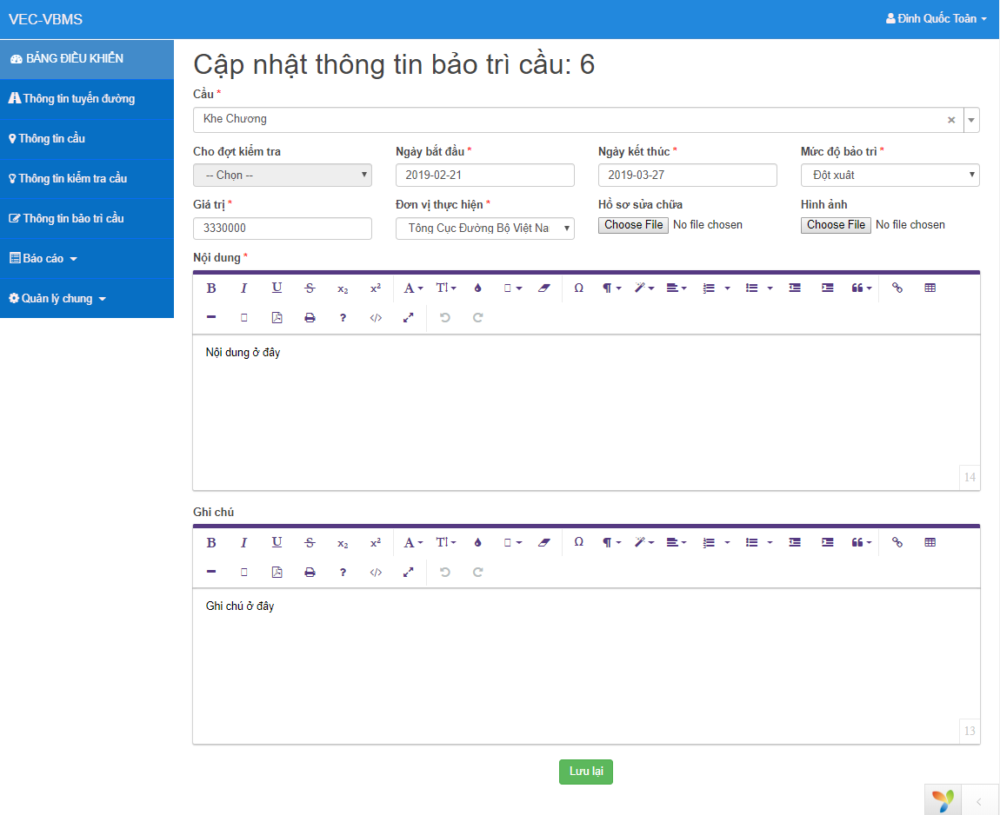 VEC-VBMS
Đinh Quốc Toản
BẢNG ĐIỀU KHIỂN
Thông tin tuyến đường
Thông tin cầu
Thông tin kiểm tra cầu
Thông tin bảo trì cầu
Báo cáo
Quản lý chung
Cập nhật thông tin bảo trì cầu: 6
Cầu *
Khe Chương
Cho đợt kiểm tra
Ngày bắt đầu *
Ngày kết thúc *
Mức độ bảo trì *
-- Chọn --
2019-02-21
2019-03-27
Đột xuất
Giá trị *
Đơn vị thực hiện *
Hồ sơ sửa chữa
Hình ảnh
3330000
Tổng Cục Đường Bộ Việt Na
Choose File No file chosen
Choose File No file chosen
Nội dung *
Nội dung ở đây
14
Ghi chú
Ghi chú ở đây
13
Lưu lại